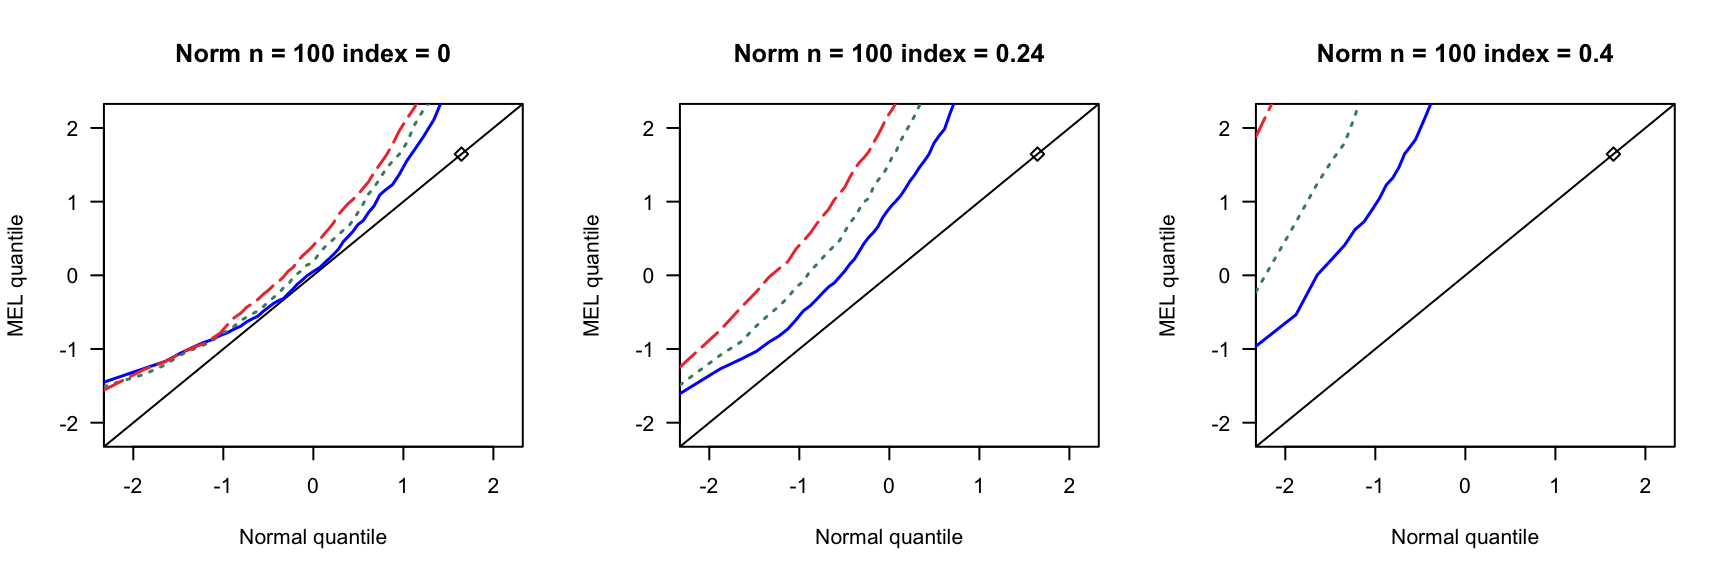 Norm n = 100 index = 0
MEL quantile
2
1
0
-1
-2
-2 -1 0 1 2
Normal quantile
Norm n = 100 index = 0.24
MEL quantile
2
1
0
-1
-2
-2 -1 0 1 2
Normal quantile
Norm n = 100 index = 0.4
MEL quantile
2
1
0
-1
-2
-2 -1 0 1 2
Normal quantile